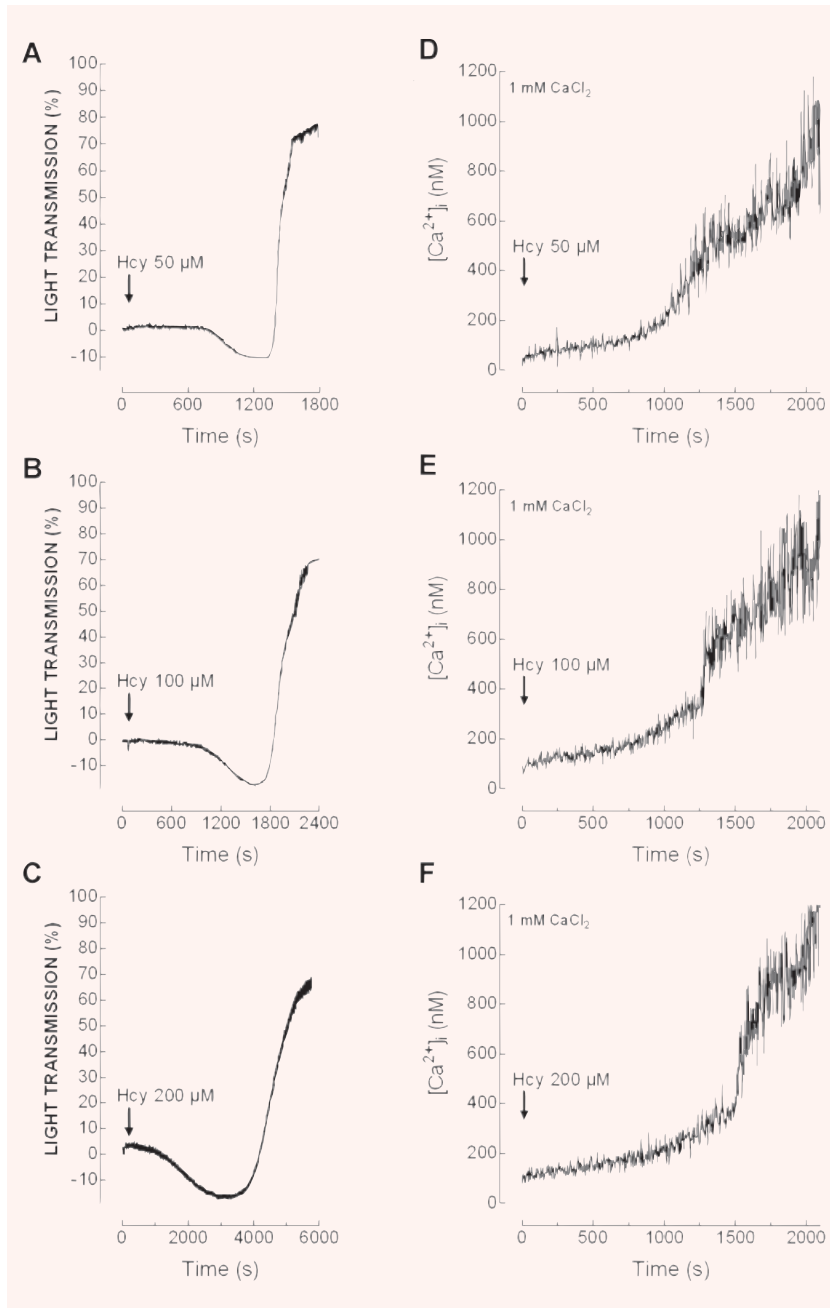 A
LIGHT TRANSMISSION (%)
100
90
80
70
60
50
40
30
20
10
0
-10
Hcy 50 µM
0 600 1200 1800
Time (s)
D
[Ca²⁺]ᵢ (nM)
1200
1000
800
600
400
200
0
1 mM CaCl₂
Hcy 50 µM
0 500 1000 1500 2000
Time (s)
B
LIGHT TRANSMISSION (%)
100
90
80
70
60
50
40
30
20
10
0
-10
Hcy 100 µM
0 600 1200 1800 2400
Time (s)
E
[Ca²⁺]ᵢ (nM)
1200
1000
800
600
400
200
0
1 mM CaCl₂
Hcy 100 µM
0 500 1000 1500 2000
Time (s)
C
LIGHT TRANSMISSION (%)
100
90
80
70
60
50
40
30
20
10
0
-10
Hcy 200 µM
0 2000 4000 6000
Time (s)
F
[Ca²⁺]ᵢ (nM)
1200
1000
800
600
400
200
0
1 mM CaCl₂
Hcy 200 µM
0 500 1000 1500 2000
Time (s)